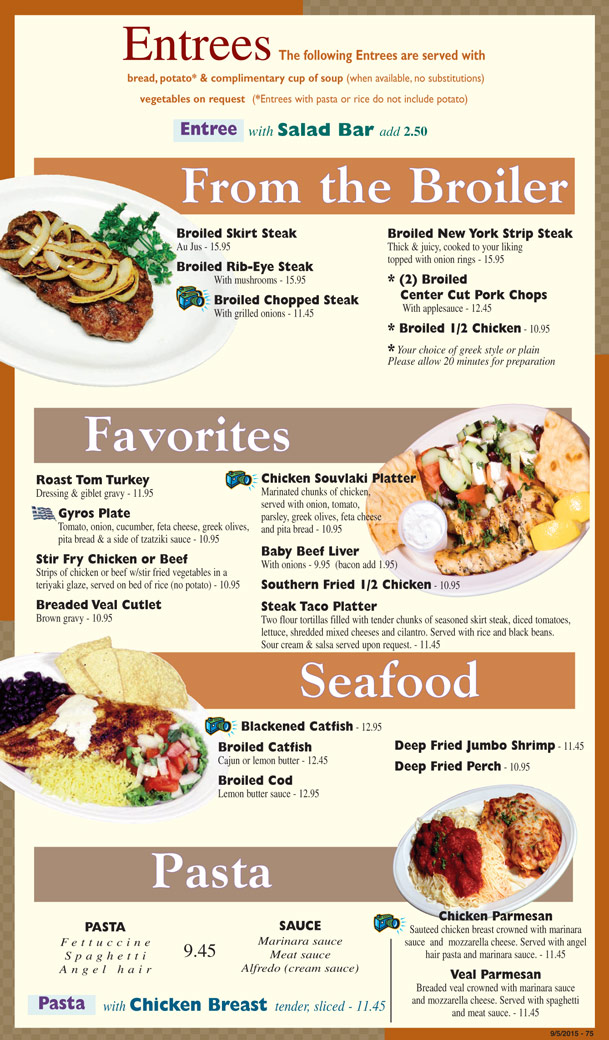 Entrees The following Entrees are served with
bread, potato* & complimentary cup of soup (when available, no substitutions)
vegetables on request (*Entrees with pasta or rice do not include potato)
Entree with Salad Bar add 2.50
From the Broiler
Broiled Skirt Steak
Au Jus - 15.95
Broiled Rib-Eye Steak
With mushrooms - 15.95
Broiled Chopped Steak
With grilled onions - 11.45
Broiled New York Strip Steak
Thick & juicy, cooked to your liking
topped with onion rings - 15.95
* (2) Broiled
Center Cut Pork Chops
With applesauce - 12.45
* Broiled 1/2 Chicken - 10.95
* Your choice of greek style or plain
Please allow 20 minutes for preparation
Favorites
Roast Tom Turkey
Dressing & giblet gravy - 11.95
Gyros Plate
Tomato, onion, cucumber, feta cheese, greek olives,
pita bread & a side of tzatziki sauce - 10.95
Stir Fry Chicken or Beef
Strips of chicken or beef w/stir fried vegetables in a
teriyaki glaze, served on bed of rice (no potato) - 10.95
Breaded Veal Cutlet
Brown gravy - 10.95
Chicken Souvlaki Platter
Marinated chunks of chicken,
served with onion, tomato,
parsley, greek olives, feta cheese
and pita bread - 10.95
Baby Beef Liver
With onions - 9.95 (bacon add 1.95)
Southern Fried 1/2 Chicken - 10.95
Steak Taco Platter
Two flour tortillas filled with tender chunks of seasoned skirt steak, diced tomatoes,
lettuce, shredded mixed cheeses and cilantro. Served with rice and black beans.
Sour cream & salsa served upon request. - 11.45
Seafood
Blackened Catfish - 12.95
Broiled Catfish
Cajun or lemon butter - 12.45
Broiled Cod
Lemon butter sauce - 12.95
Deep Fried Jumbo Shrimp - 11.45
Deep Fried Perch - 10.95
Pasta
PASTA
Fettuccine
Spaghetti
Angel hair
9.45
SAUCE
Marinara sauce
Meat sauce
Alfredo (cream sauce)
Pasta with Chicken Breast tender, sliced - 11.45
Chicken Parmesan
Sauteed chicken breast crowned with marinara
sauce and mozzarella cheese. Served with angel
hair pasta and marinara sauce. - 11.45
Veal Parmesan
Breaded veal crowned with marinara sauce
and mozzarella cheese. Served with spaghetti
and meat sauce. - 11.45
9/5/2015 - 75